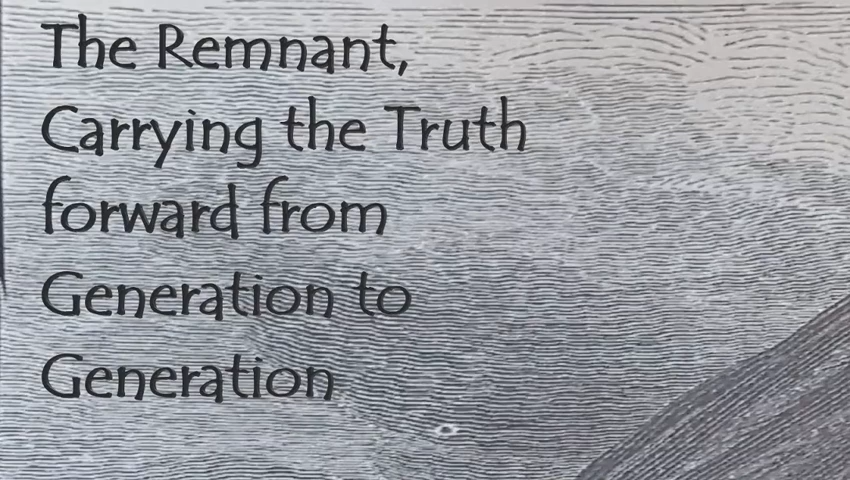 The Remnant,
Carrying the Truth
forward from
Generation to
Generation